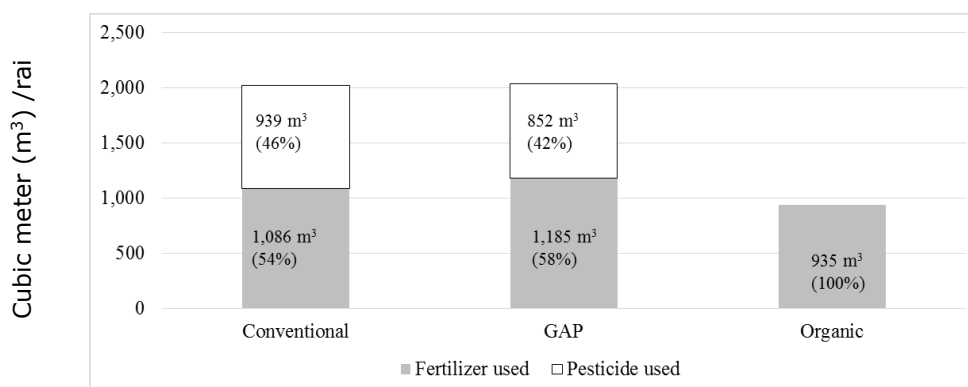 Cubic meter (m³) /rai
2,500
2,000
1,500
1,000
500
0
939 m³
(46%)
1,086 m³
(54%)
852 m³
(42%)
1,185 m³
(58%)
935 m³
(100%)
Conventional
GAP
Organic
Fertilizer used
Pesticide used